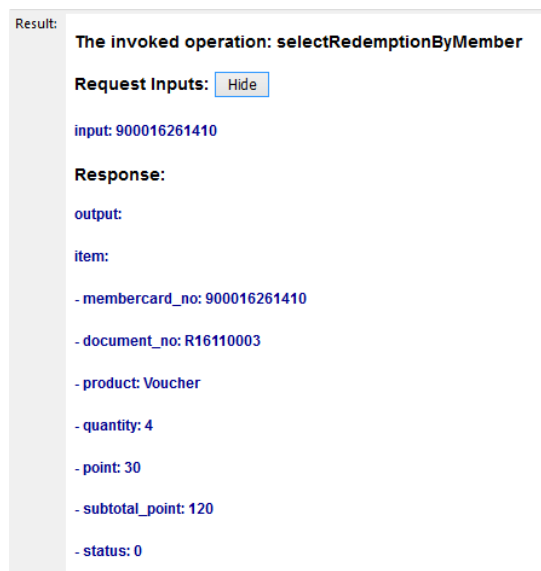 Result:
The invoked operation: selectRedemptionByMember
Request Inputs: Hide
input: 900016261410
Response:
output:
item:
- membercard_no: 900016261410
- document_no: R16110003
- product: Voucher
- quantity: 4
- point: 30
- subtotal_point: 120
- status: 0